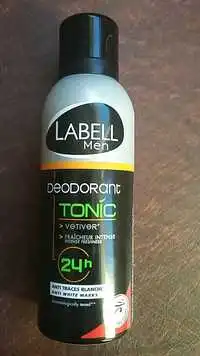 LABELL
Men
DEODORANT
TONIC
> VETIVER*
> FRAÎCHEUR INTENSE
INTENSE FRESHNESS
24h
ANTI TRACES BLANCHES
ANTI WHITE MARKS